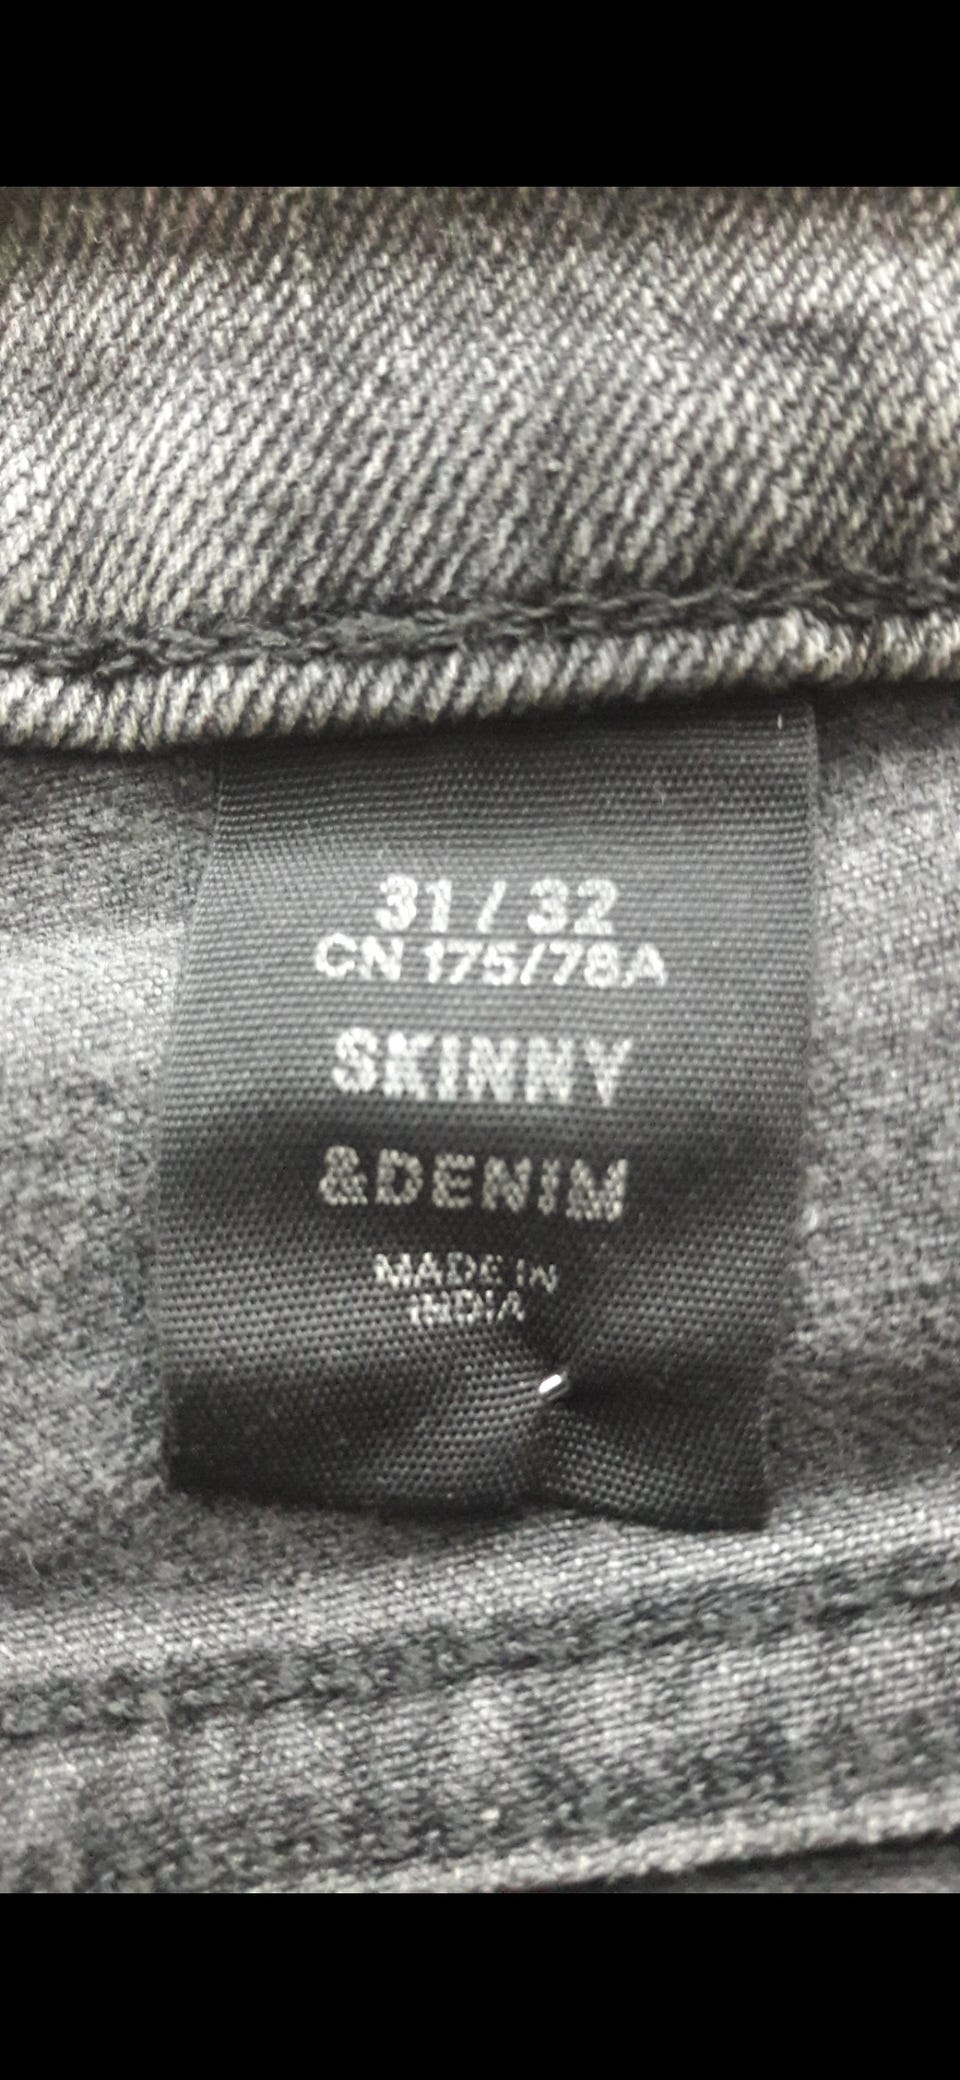 31 / 32
CN 175/78A
SKINNY
&DENIM
MADE IN
INDIA